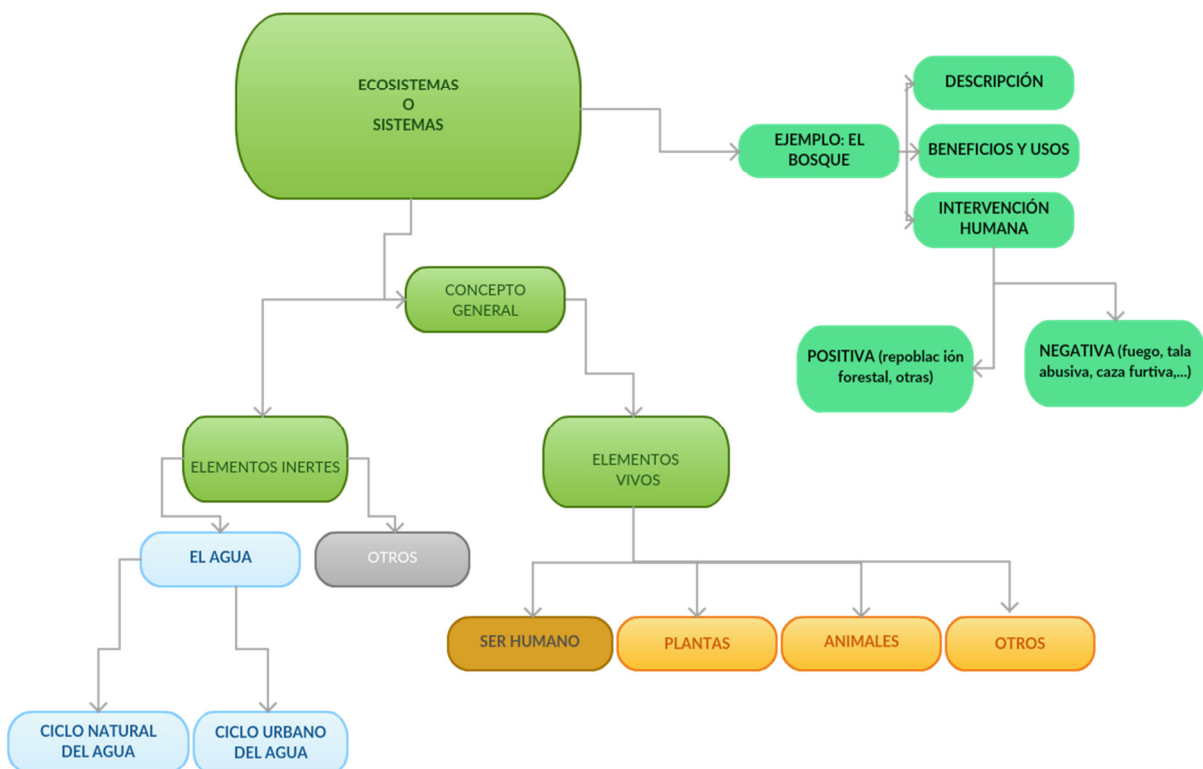 ECOSISTEMAS
O
SISTEMAS
DESCRIPCIÓN
EJEMPLO: EL
BOSQUE
BENEFICIOS Y USOS
INTERVENCIÓN
HUMANA
CONCEPTO
GENERAL
POSITIVA (repoblac ión
forestal, otras)
NEGATIVA (fuego, tala
abusiva, caza furtiva,...)
ELEMENTOS INERTES
ELEMENTOS
VIVOS
EL AGUA
OTROS
SER HUMANO
PLANTAS
ANIMALES
OTROS
CICLO NATURAL
DEL AGUA
CICLO URBANO
DEL AGUA